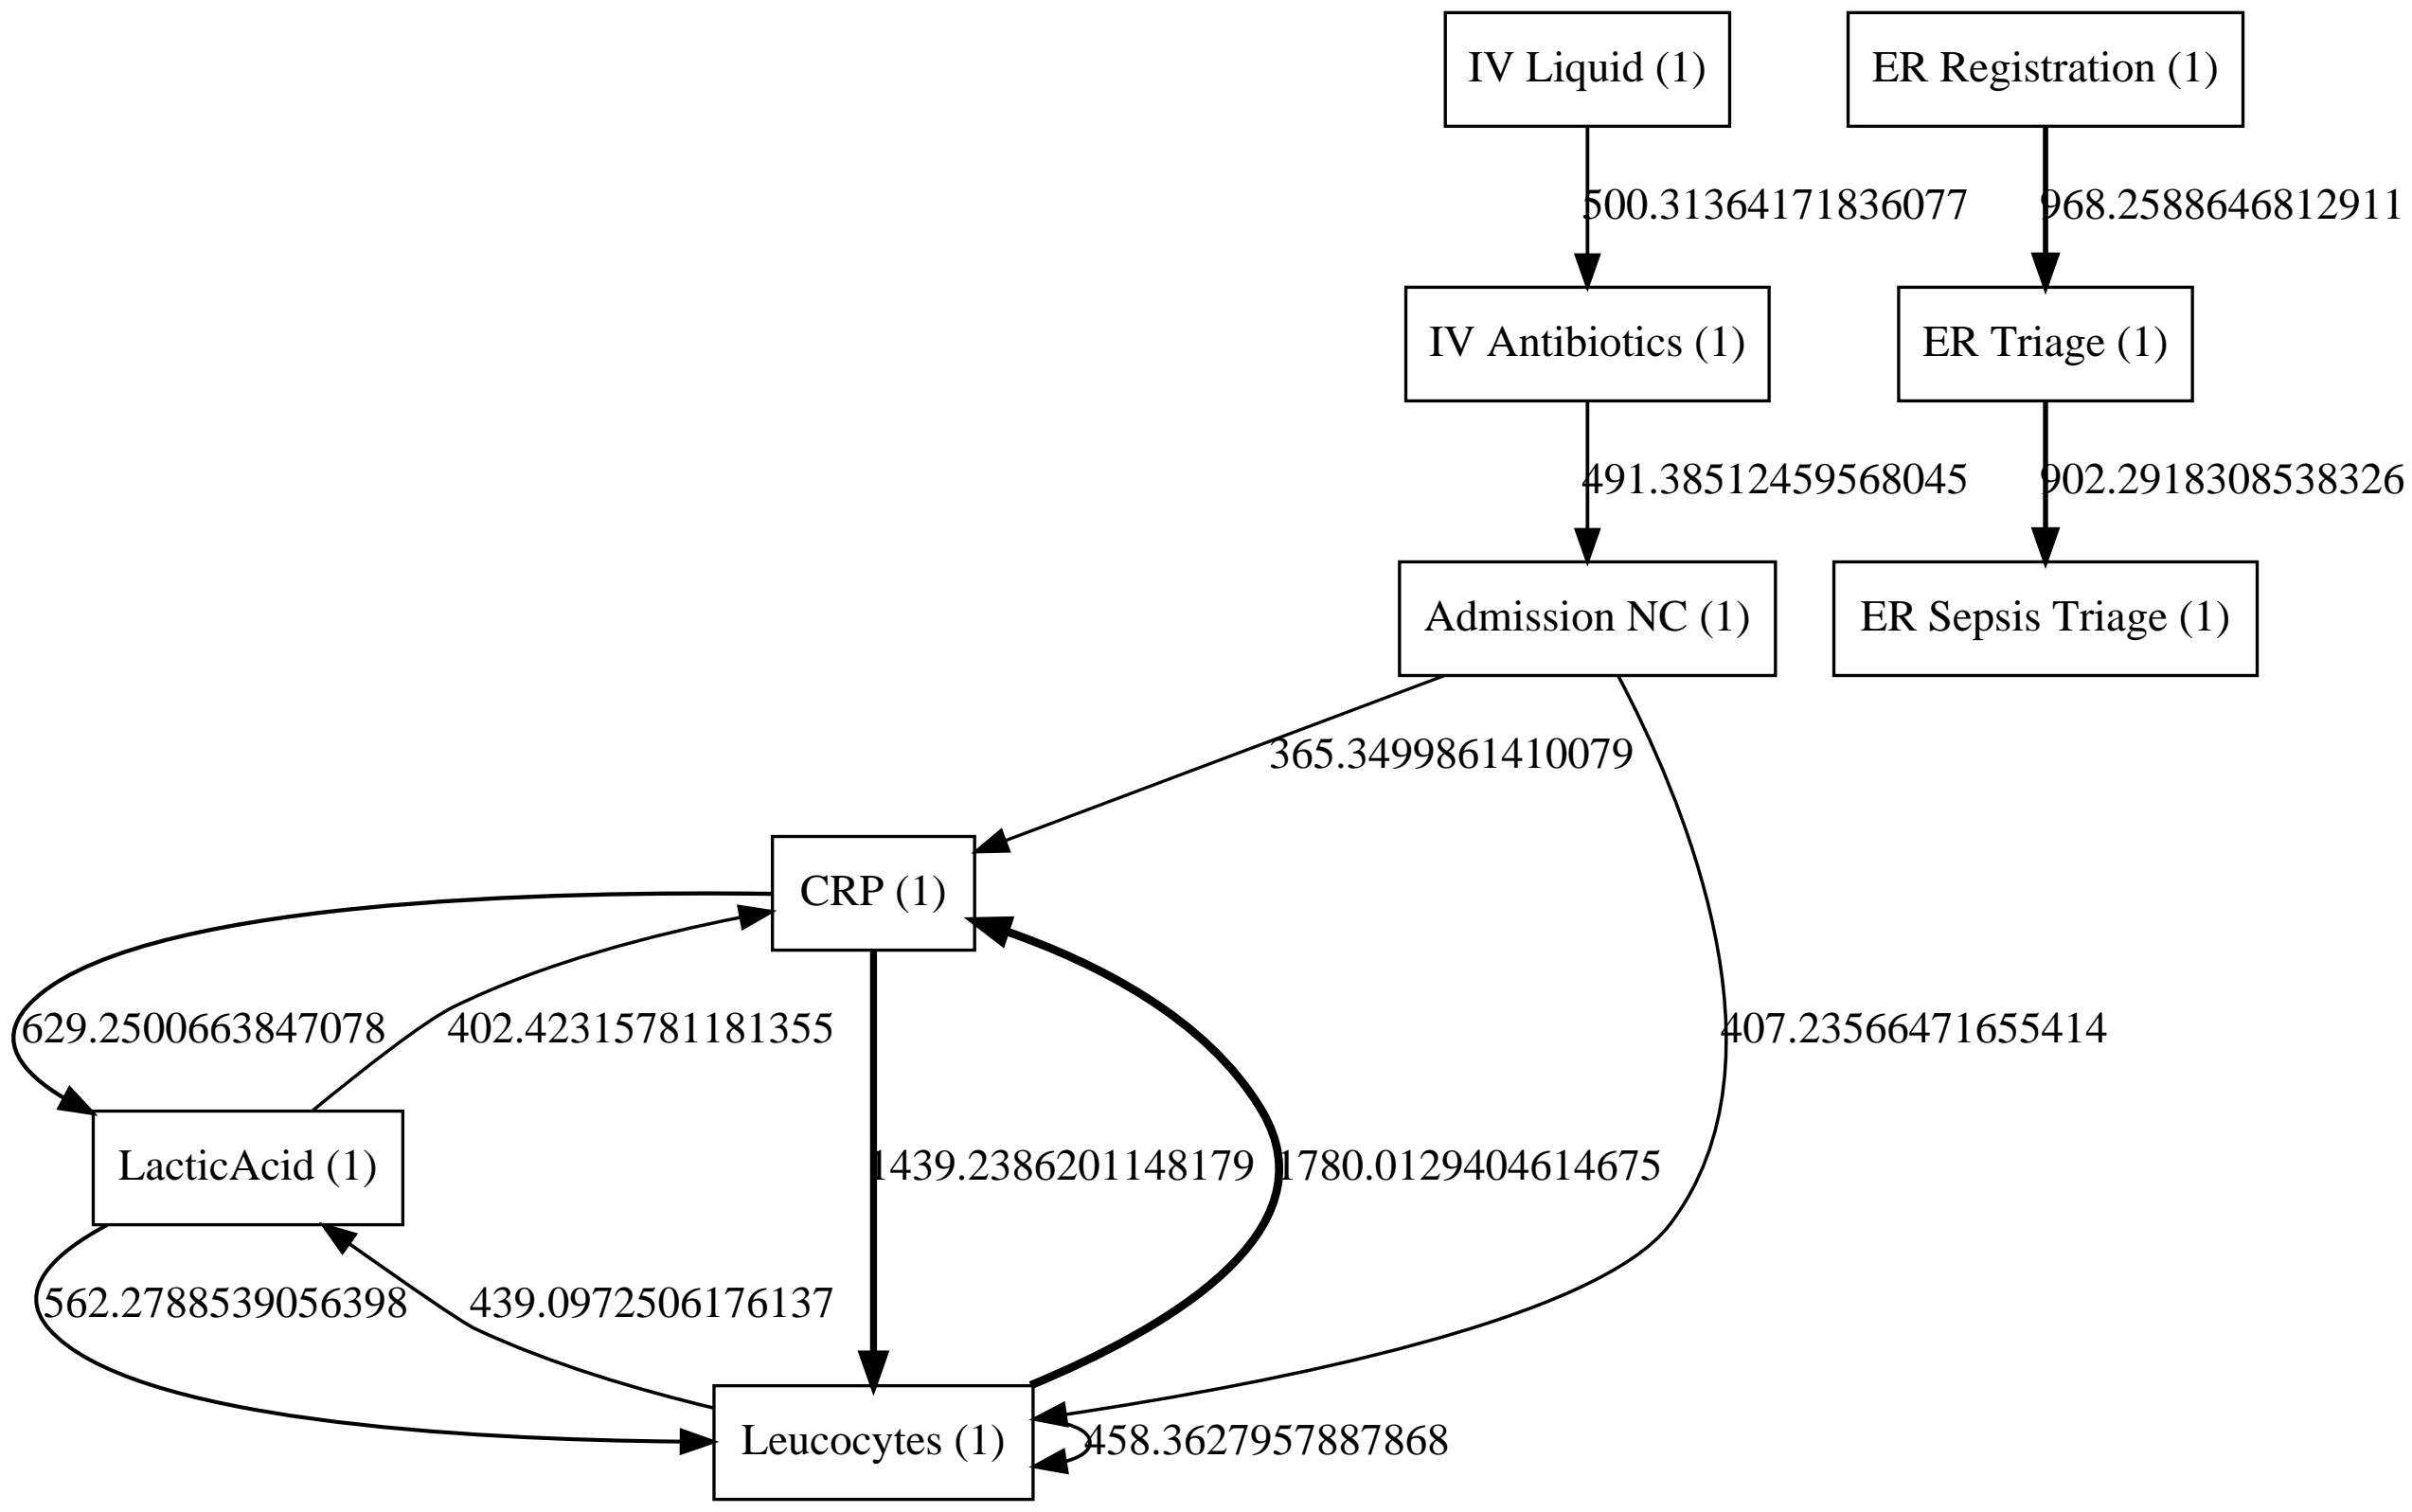 IV Liquid (1)
ER Registration (1)
500.31364171836077
968.2588646812911
IV Antibiotics (1)
ER Triage (1)
491.38512459568045
902.2918308538326
Admission NC (1)
ER Sepsis Triage (1)
365.3499861410079
CRP (1)
629.2500663847078
402.42315781181355
407.23566471655414
LacticAcid (1)
1439.2386201148179
1780.0129404614675
562.2788539056398
439.0972506176137
Leucocytes (1)
458.3627957887868